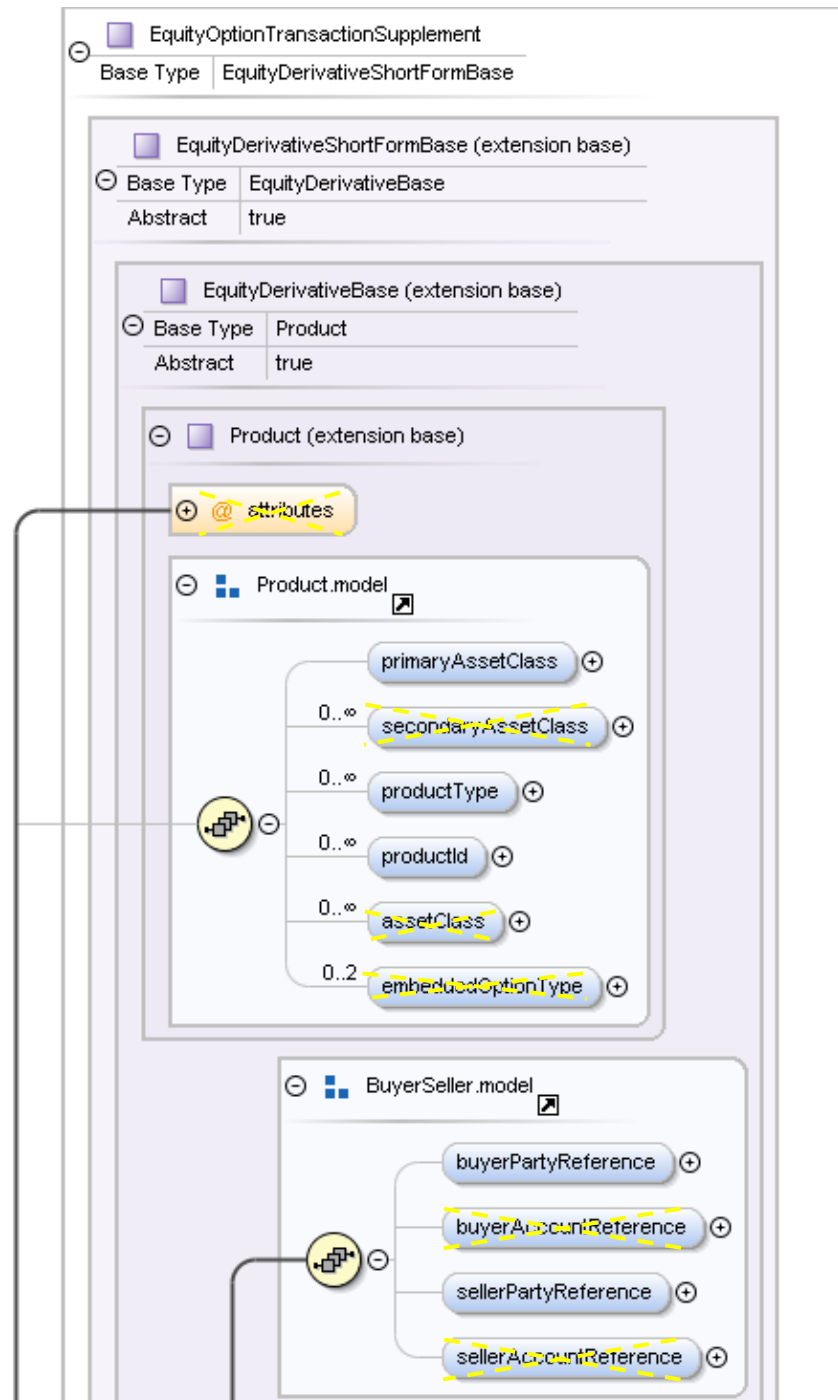 EquityOptionTransactionSupplement
Base Type EquityDerivativeShortFormBase
EquityDerivativeShortFormBase (extension base)
Base Type EquityDerivativeBase
Abstract true
EquityDerivativeBase (extension base)
Base Type Product
Abstract true
Product (extension base)
@ attributes
Product.model
primaryAssetClass
0..∞ secondaryAssetClass
0..∞ productType
0..∞ productId
0..∞ assetClass
0..2 embeddedOptionType
BuyerSeller.model
buyerPartyReference
buyerAccountReference
sellerPartyReference
sellerAccountReference